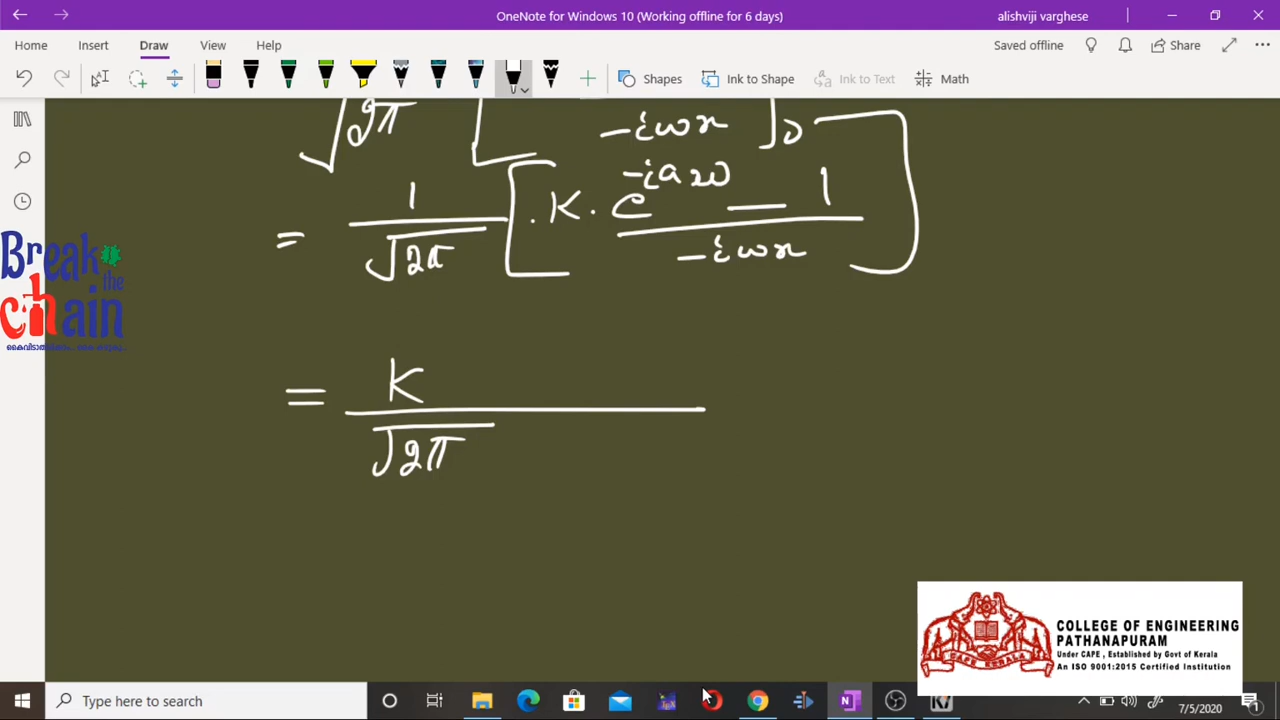 OneNote for Windows 10 (Working offline for 6 days)
alishviji varghese
Home Insert Draw View Help
Saved offline
Share
Shapes
Ink to Shape
Ink to Text
Math
√2π [ -iωx ]0
= 1/√2π [ . K . e^-iaω — 1 / -iωx ]
= K / √2π
Break
the
chain
COLLEGE OF ENGINEERING
PATHANAPURAM
Under CAPE , Established by Govt of Kerala
An ISO 9001:2015 Certified Institution
Type here to search
7/5/2020